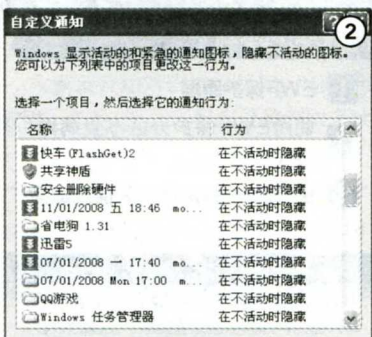 自定义通知
②
Windows 显示活动的和紧急的通知图标，隐藏不活动的图标。
您可以为下列表中的项目更改这一行为。
选择一个项目，然后选择它的通知行为:
名称 行为
快车(FlashGet)2 在不活动时隐藏
共享神盾 在不活动时隐藏
安全删除硬件 在不活动时隐藏
11/01/2008 五 18:46 mo... 在不活动时隐藏
省电狗 1.31 在不活动时隐藏
迅雷5 在不活动时隐藏
07/01/2008 一 17:40 mo... 在不活动时隐藏
07/01/2008 Mon 17:00 m... 在不活动时隐藏
QQ游戏 在不活动时隐藏
Windows 任务管理器 在不活动时隐藏